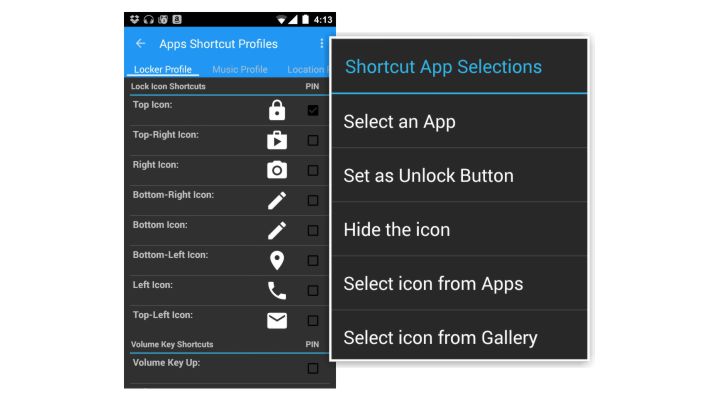 4:13
Apps Shortcut Profiles
Locker Profile Music Profile Location
Lock Icon Shortcuts PIN
Top Icon:
Top-Right Icon:
Right Icon:
Bottom-Right Icon:
Bottom Icon:
Bottom-Left Icon:
Left Icon:
Top-Left Icon:
Volume Key Shortcuts PIN
Volume Key Up:
Shortcut App Selections
Select an App
Set as Unlock Button
Hide the icon
Select icon from Apps
Select icon from Gallery